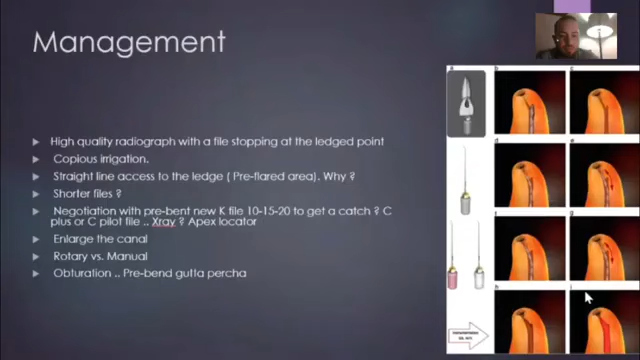 Management
High quality radiograph with a file stopping at the ledged point
Copious irrigation.
Straight line access to the ledge ( Pre-flared area). Why ?
Shorter files ?
Negotiation with pre-bent new K file 10-15-20 to get a catch ? C
plus or C pilot file .. Xray ? Apex locator
Enlarge the canal
Rotary vs. Manual
Obturation .. Pre-bend gutta percha
a
b
c
d
e
f
g
h
i